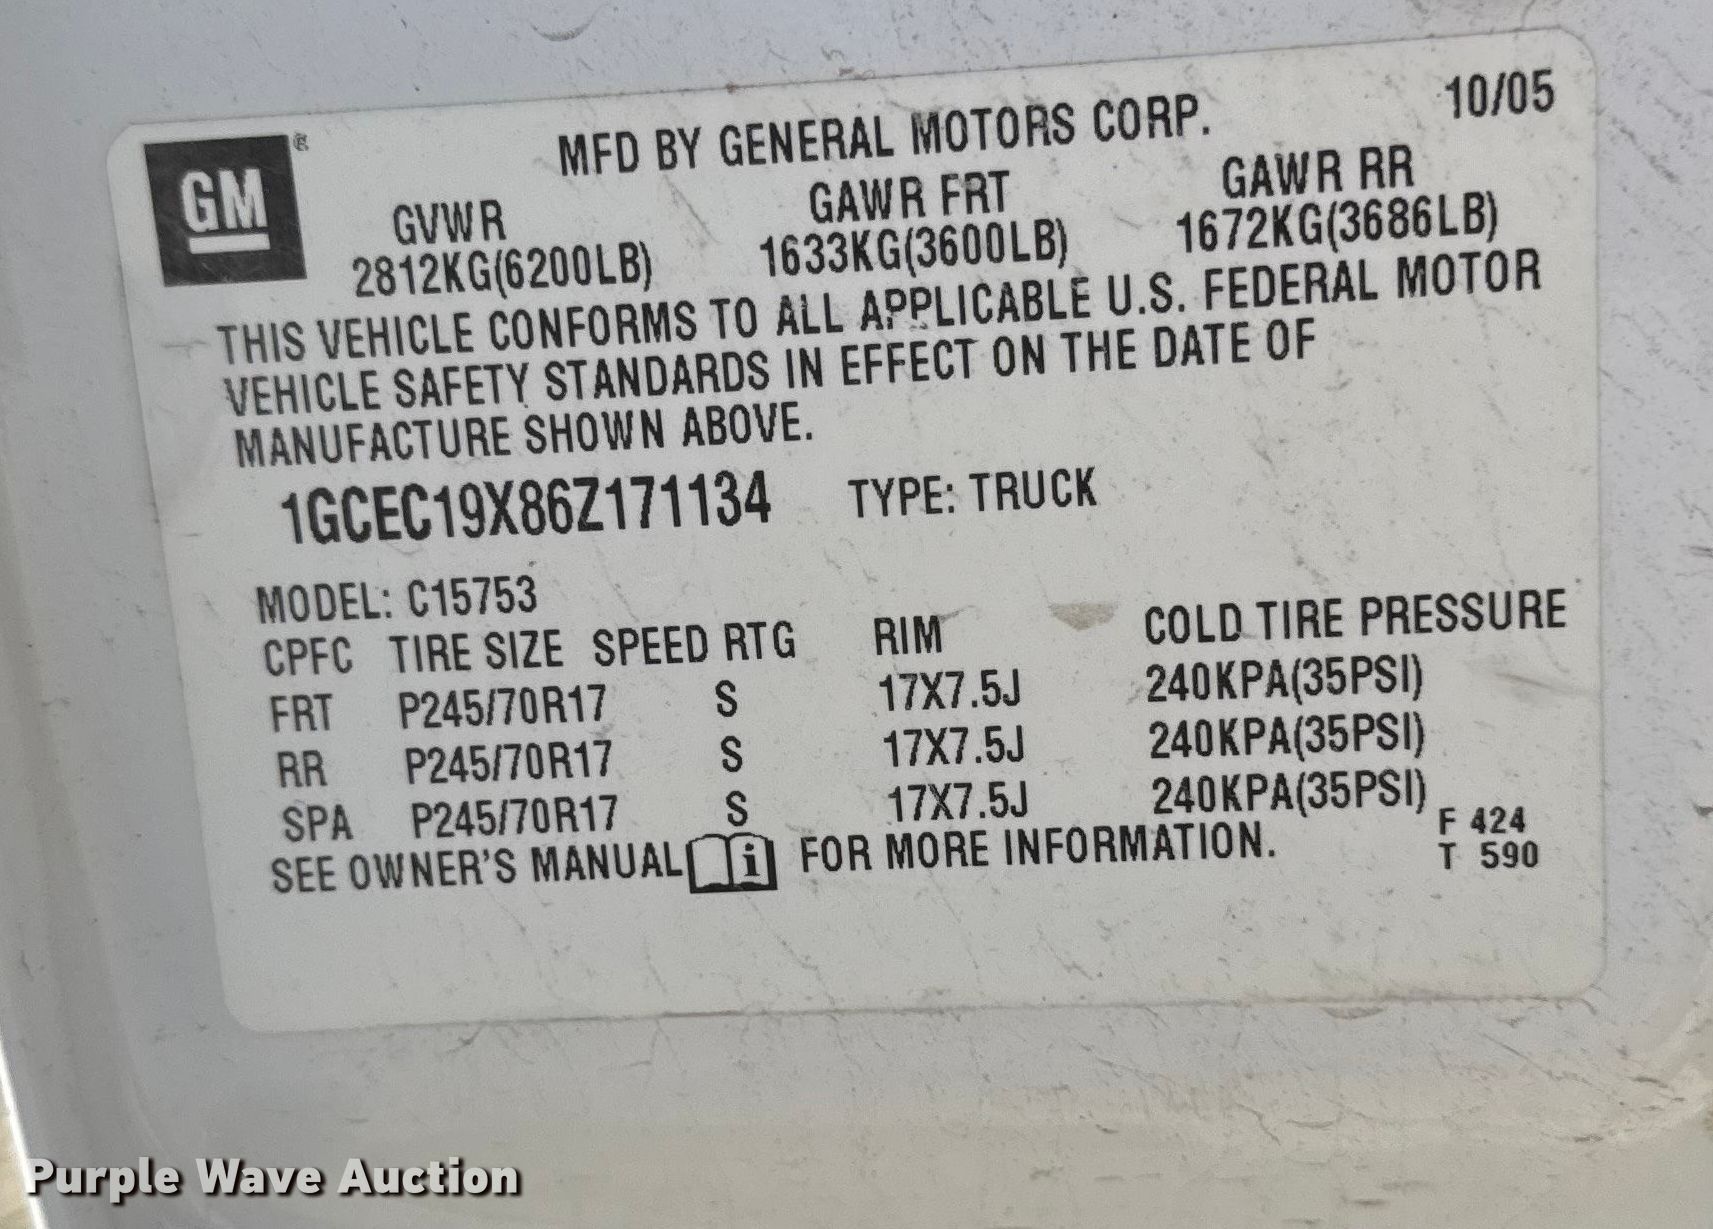 GM
MFD BY GENERAL MOTORS CORP. 10/05
GVWR GAWR FRT GAWR RR
2812KG(6200LB) 1633KG(3600LB) 1672KG(3686LB)
THIS VEHICLE CONFORMS TO ALL APPLICABLE U.S. FEDERAL MOTOR
VEHICLE SAFETY STANDARDS IN EFFECT ON THE DATE OF
MANUFACTURE SHOWN ABOVE.
1GCEC19X86Z171134 TYPE: TRUCK
MODEL: C15753
CPFC TIRE SIZE SPEED RTG RIM COLD TIRE PRESSURE
FRT P245/70R17 S 17X7.5J 240KPA(35PSI)
RR P245/70R17 S 17X7.5J 240KPA(35PSI)
SPA P245/70R17 S 17X7.5J 240KPA(35PSI)
SEE OWNER'S MANUAL i FOR MORE INFORMATION.
F 424
T 590
Purple Wave Auction